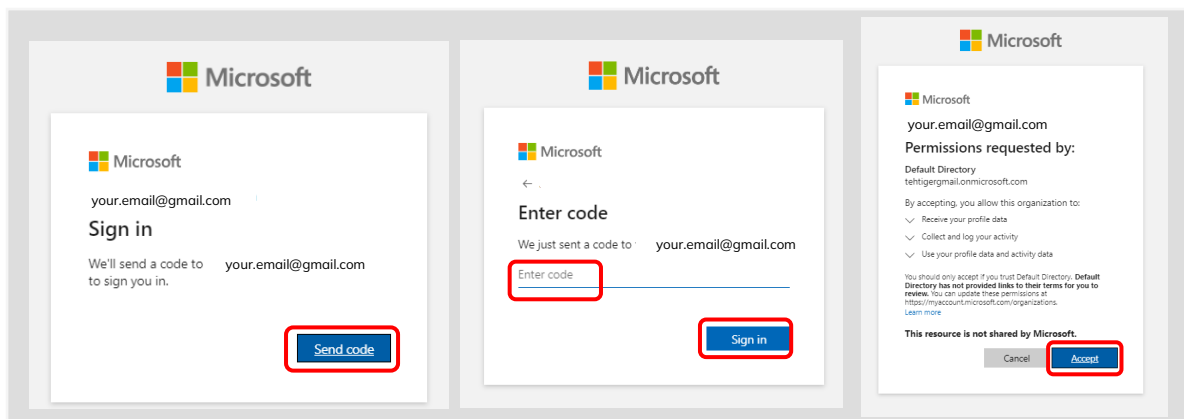 Microsoft
Microsoft
your.email@gmail.com
Sign in
We'll send a code to your.email@gmail.com
to sign you in.
Send code
Microsoft
Microsoft
←
Enter code
We just sent a code to your.email@gmail.com
Enter code
Sign in
Microsoft
Microsoft
your.email@gmail.com
Permissions requested by:
Default Directory
tehtigergmail.onmicrosoft.com
By accepting, you allow this organization to:
Receive your profile data
Collect and log your activity
Use your profile data and activity data
You should only accept if you trust Default Directory. Default
Directory has not provided links to their terms for you to
review. You can update these permissions at
https://myaccount.microsoft.com/organizations.
Learn more
This resource is not shared by Microsoft.
Cancel Accept